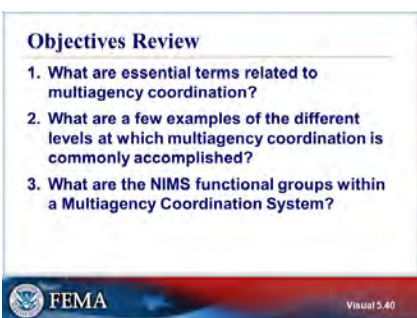 Objectives Review
1. What are essential terms related to
multiagency coordination?
2. What are a few examples of the different
levels at which multiagency coordination is
commonly accomplished?
3. What are the NIMS functional groups within
a Multiagency Coordination System?
FEMA
Visual 5.40